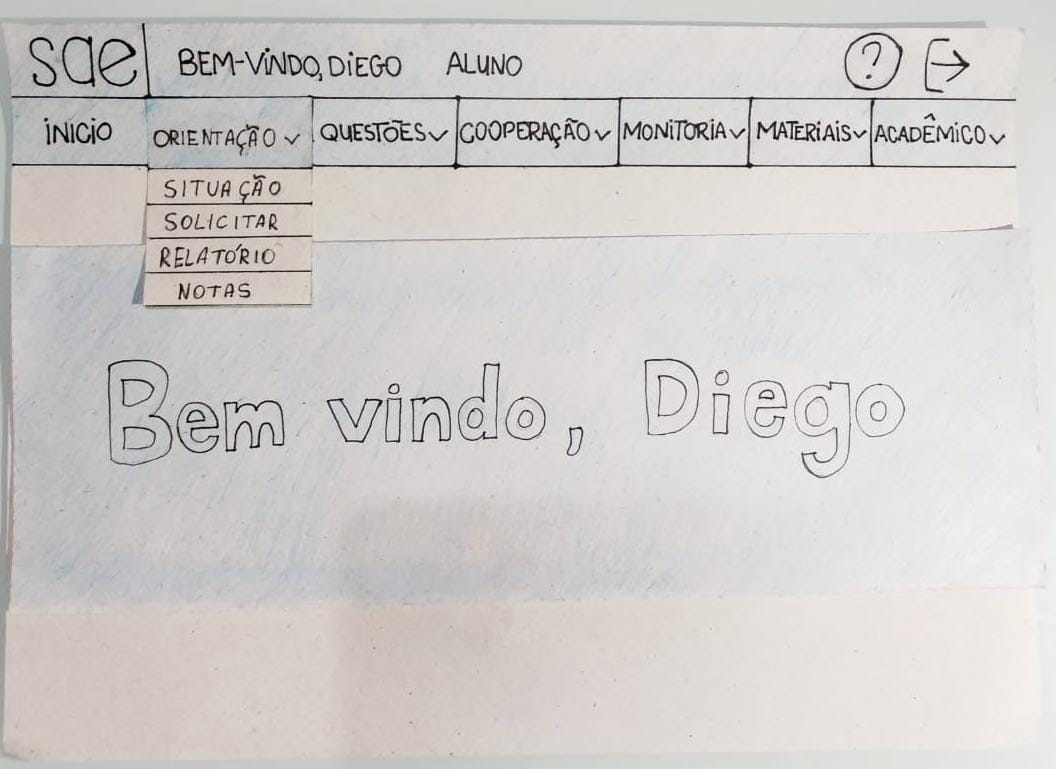 sae BEM-VINDO, DIEGO ALUNO ?
INICIO ORIENTAÇÃO QUESTÕES COOPERAÇÃO MONITORIA MATERIAIS ACADÊMICO
SITUAÇÃO
SOLICITAR
RELATÓRIO
NOTAS
Bem vindo, Diego